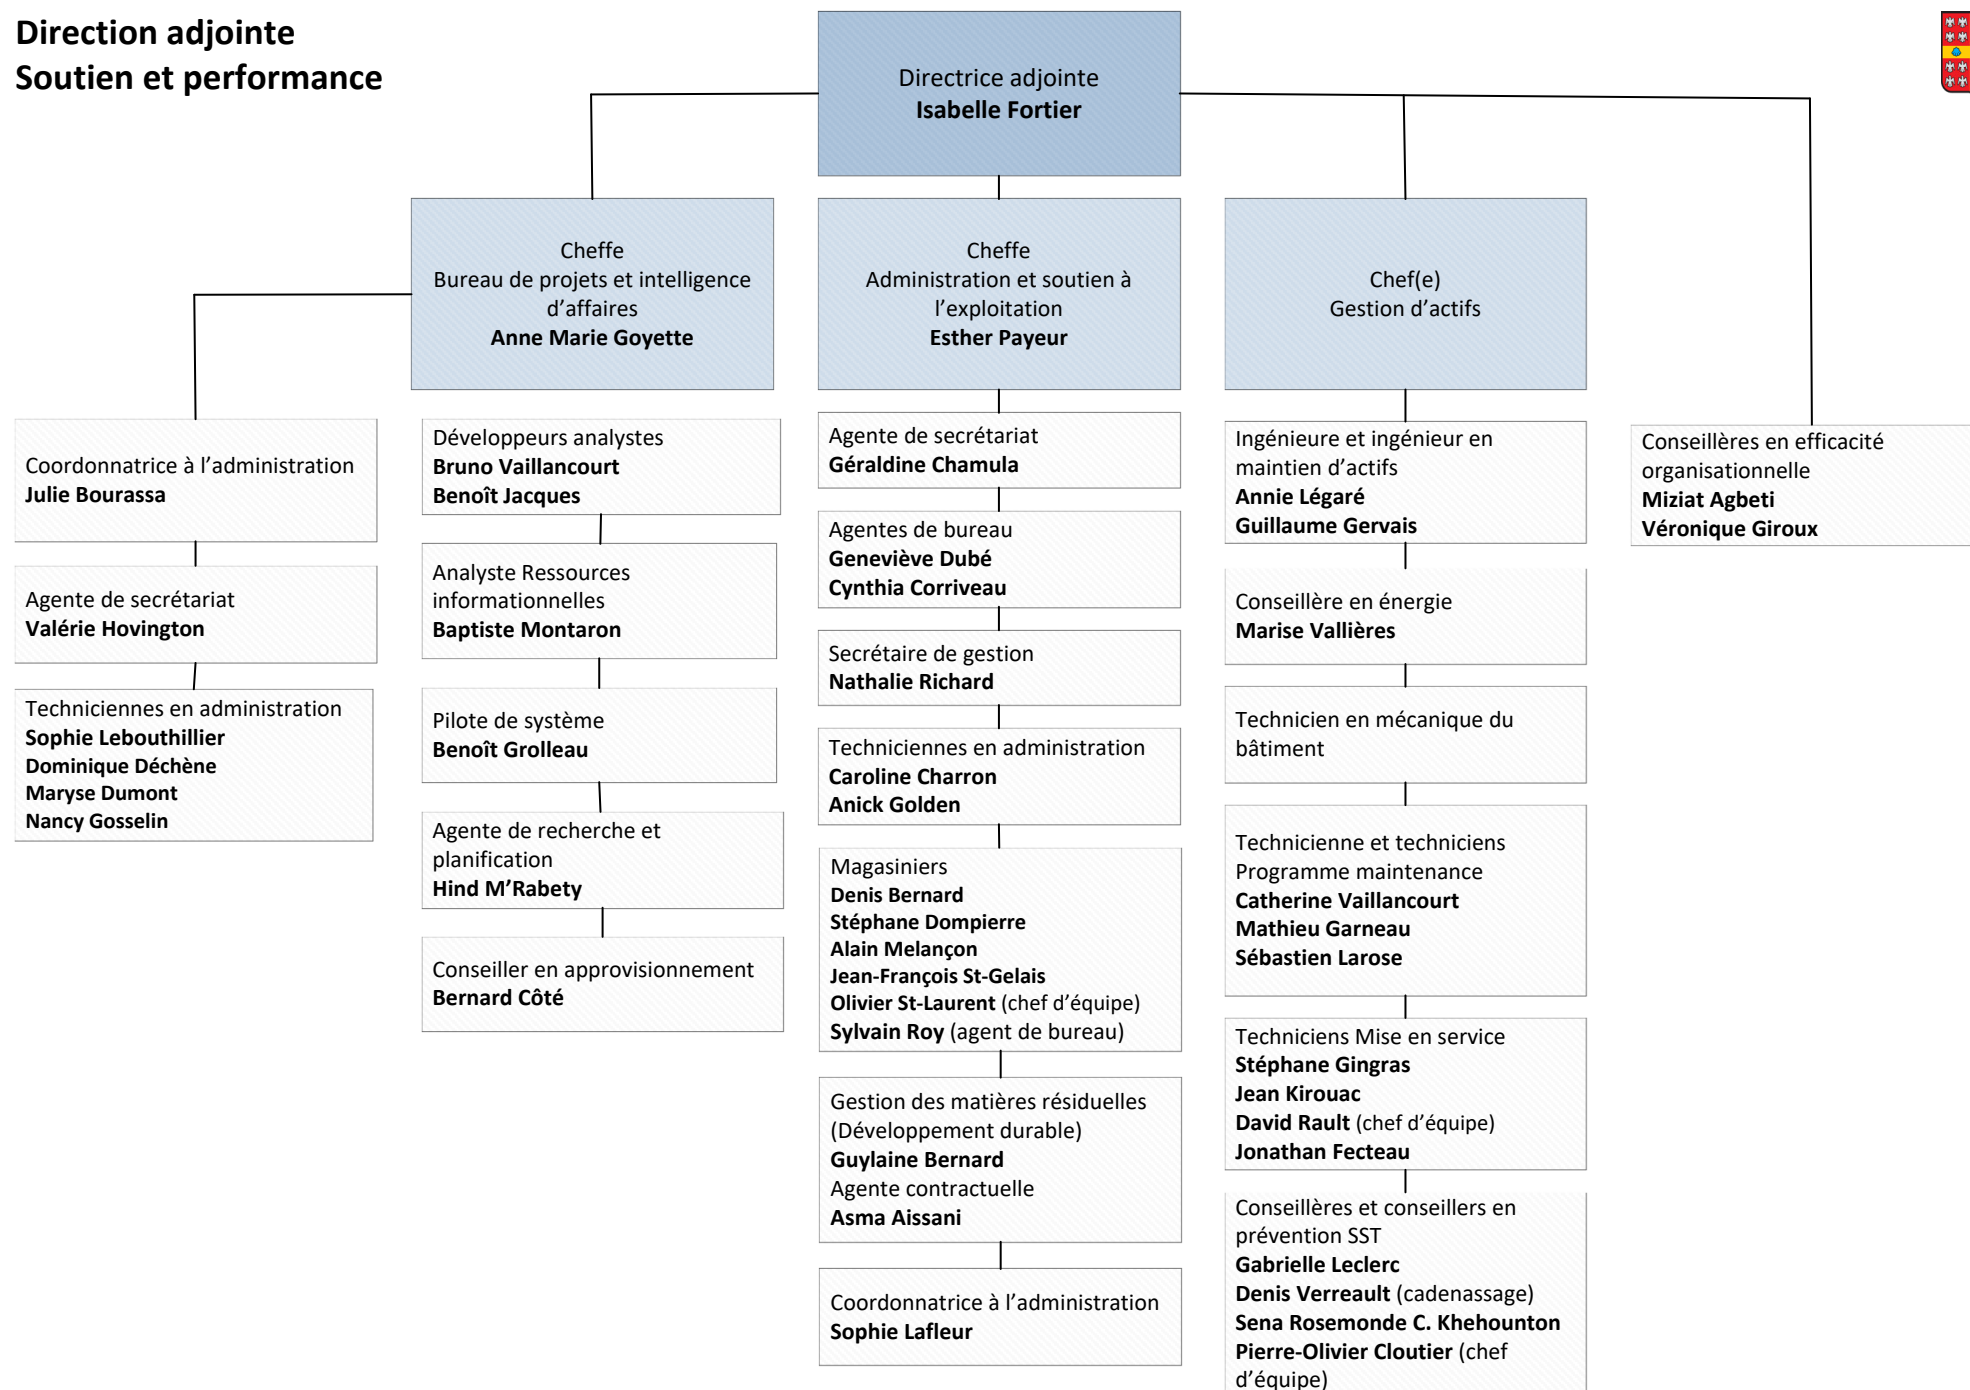 Direction adjointe
Soutien et performance
Directrice adjointe
Isabelle Fortier
Cheffe
Bureau de projets et intelligence
d’affaires
Anne Marie Goyette
Cheffe
Administration et soutien à
l’exploitation
Esther Payeur
Chef(e)
Gestion d’actifs
Coordonnatrice à l’administration
Julie Bourassa
Agente de secrétariat
Valérie Hovington
Techniciennes en administration
Sophie Lebouthillier
Dominique Déchène
Maryse Dumont
Nancy Gosselin
Développeurs analystes
Bruno Vaillancourt
Benoît Jacques
Analyste Ressources
informationnelles
Baptiste Montaron
Pilote de système
Benoît Grolleau
Agente de recherche et
planification
Hind M’Rabety
Conseiller en approvisionnement
Bernard Côté
Agente de secrétariat
Géraldine Chamula
Agentes de bureau
Geneviève Dubé
Cynthia Corriveau
Secrétaire de gestion
Nathalie Richard
Techniciennes en administration
Caroline Charron
Anick Golden
Magasiniers
Denis Bernard
Stéphane Dompierre
Alain Melançon
Jean-François St-Gelais
Olivier St-Laurent (chef d’équipe)
Sylvain Roy (agent de bureau)
Gestion des matières résiduelles
(Développement durable)
Guylaine Bernard
Agente contractuelle
Asma Aissani
Coordonnatrice à l’administration
Sophie Lafleur
Ingénieure et ingénieur en
maintien d’actifs
Annie Légaré
Guillaume Gervais
Conseillère en énergie
Marise Vallières
Technicien en mécanique du
bâtiment
Technicienne et techniciens
Programme maintenance
Catherine Vaillancourt
Mathieu Garneau
Sébastien Larose
Techniciens Mise en service
Stéphane Gingras
Jean Kirouac
David Rault (chef d’équipe)
Jonathan Fecteau
Conseillères et conseillers en
prévention SST
Gabrielle Leclerc
Denis Verreault (cadenassage)
Sena Rosemonde C. Khehounton
Pierre-Olivier Cloutier (chef
d’équipe)
Conseillères en efficacité
organisationnelle
Miziat Agbeti
Véronique Giroux